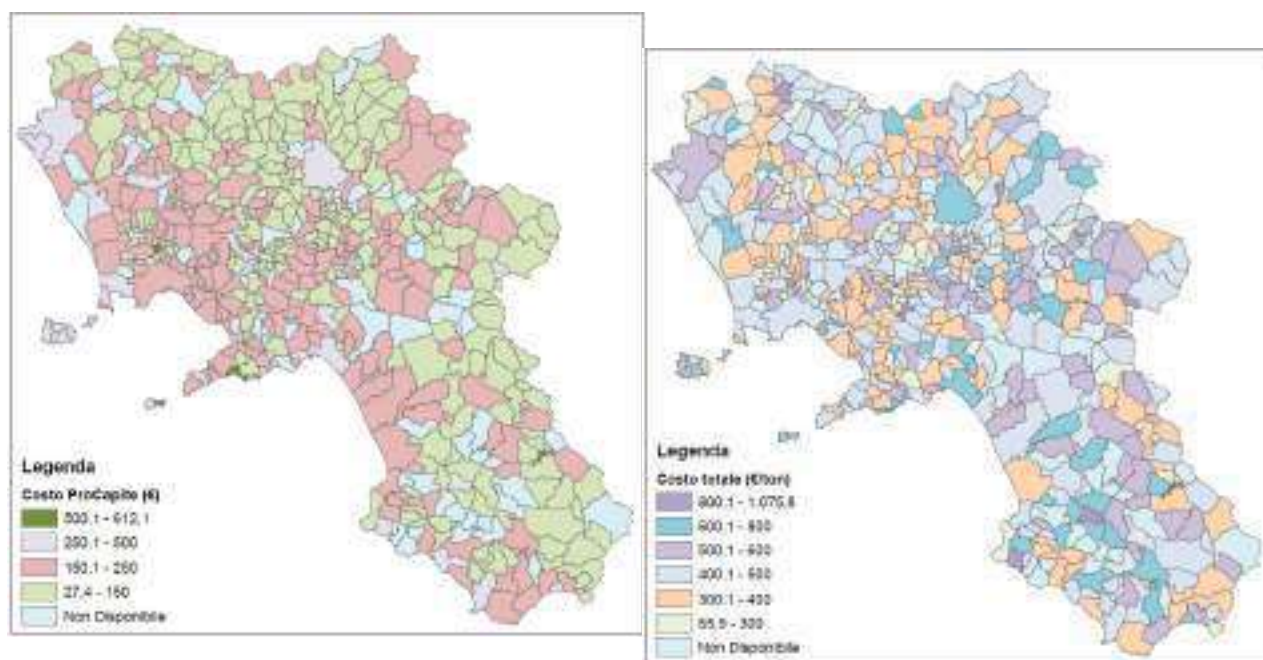 Legenda
Costo ProCapite (€)
500.1 - 612,1
250.1 - 500
150.1 - 250
27,4 - 150
Non Disponibile
Legenda
Costo totale (€/ton)
800.1 - 1.075,8
600.1 - 800
500.1 - 600
400.1 - 500
300.1 - 400
55,9 - 300
Non Disponibile